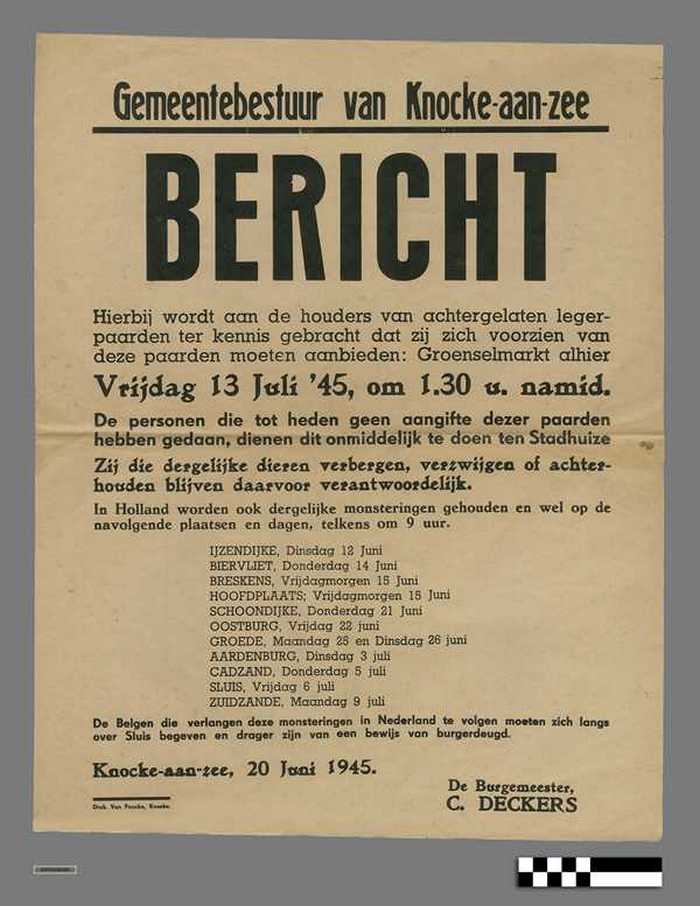 Gemeentebestuur van Knocke-aan-zee
BERICHT
Hierbij wordt aan de houders van achtergelaten leger-
paarden ter kennis gebracht dat zij zich voorzien van
deze paarden moeten aanbieden: Groenselmarkt alhier
Vrijdag 13 Juli '45, om 1.30 u. namid.
De personen die tot heden geen aangifte dezer paarden
hebben gedaan, dienen dit onmiddelijk te doen ten Stadhuize
Zij die dergelijke dieren verbergen, verzwijgen of achter-
houden blijven daarvoor verantwoordelijk.
In Holland worden ook dergelijke monsteringen gehouden en wel op de
navolgende plaatsen en dagen, telkens om 9 uur.
IJZENDIJKE, Dinsdag 12 Juni
BIERVLIET, Donderdag 14 Juni
BRESKENS, Vrijdagmorgen 15 Juni
HOOFDPLAATS; Vrijdagmorgen 15 Juni
SCHOONDIJKE, Donderdag 21 Juni
OOSTBURG, Vrijdag 22 juni
GROEDE, Maandag 25 en Dinsdag 26 juni
AARDENBURG, Dinsdag 3 juli
CADZAND, Donderdag 5 juli
SLUIS, Vrijdag 6 juli
ZUIDZANDE, Maandag 9 juli
De Belgen die verlangen deze monsteringen in Nederland te volgen moeten zich langs
over Sluis begeven en drager zijn van een bewijs van burgerdeugd.
Knocke-aan-zee, 20 Juni 1945.
De Burgemeester,
C. DECKERS
Druk. Van Knocke.